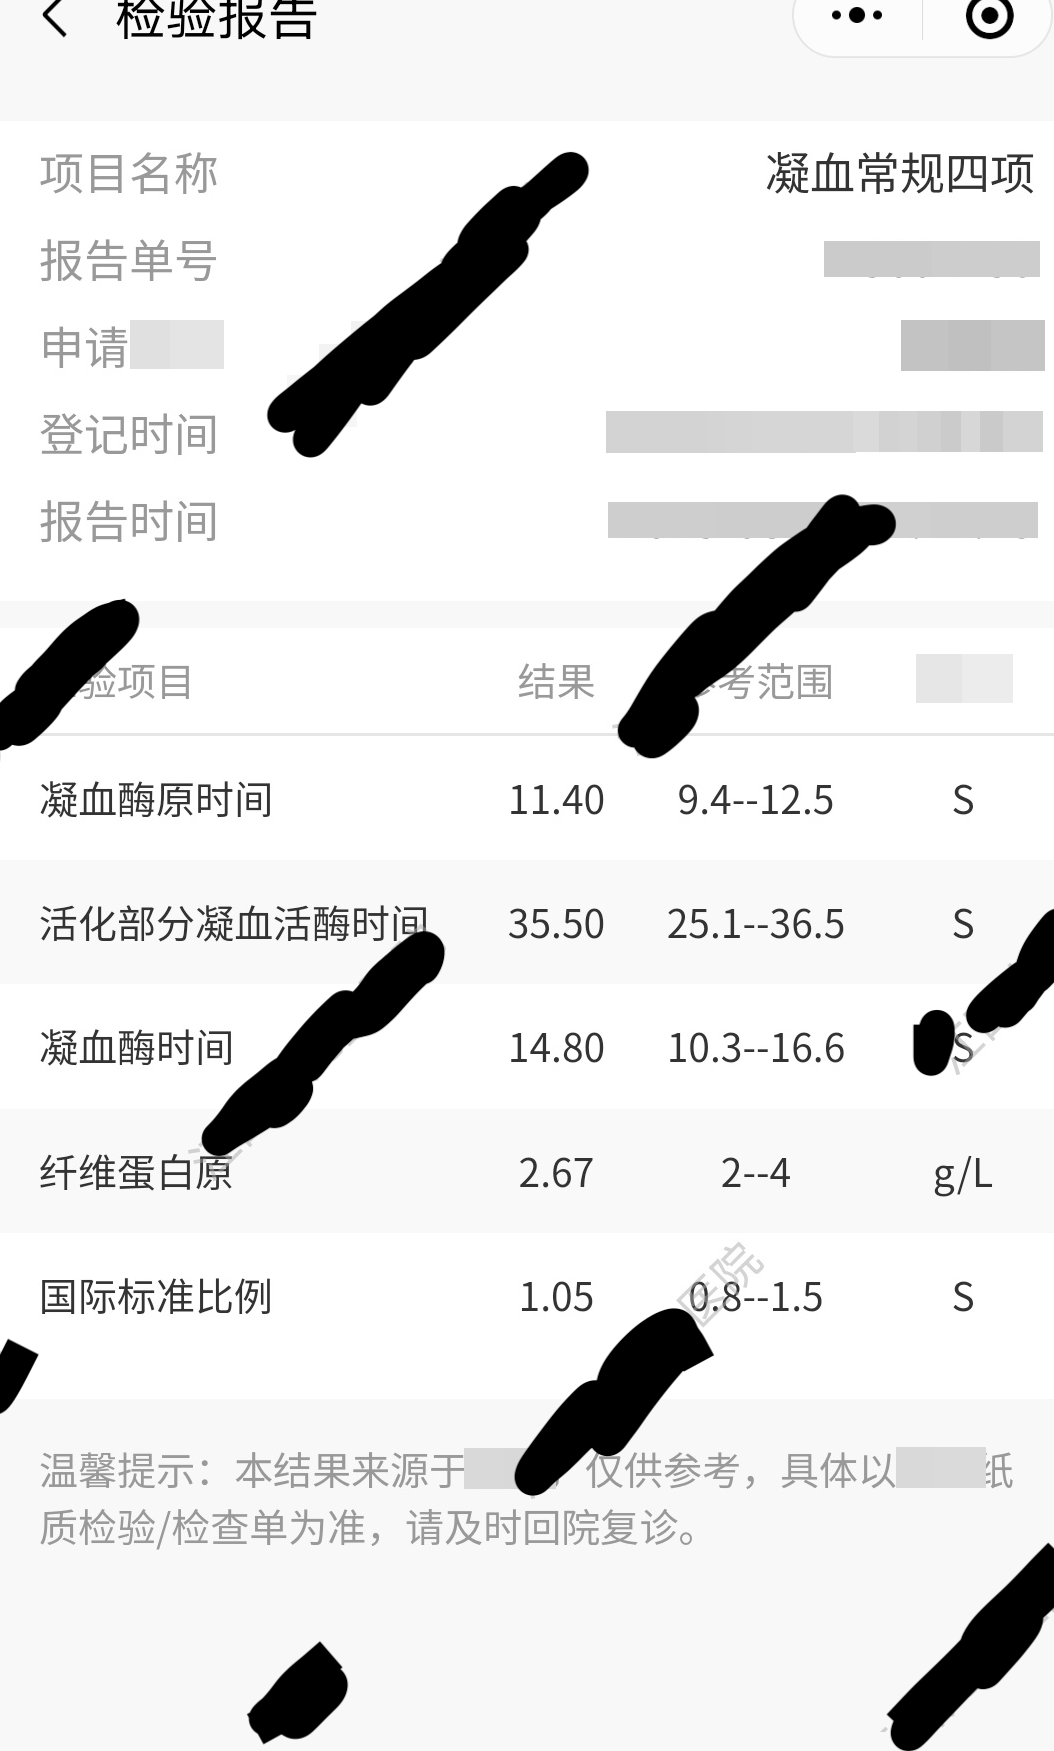 检验报告
项目名称 凝血常规四项
报告单号
申请
登记时间
报告时间
验项目 结果 考范围
凝血酶原时间 11.40 9.4--12.5 S
活化部分凝血活酶时间 35.50 25.1--36.5 S
凝血酶时间 14.80 10.3--16.6 S
纤维蛋白原 2.67 2--4 g/L
国际标准比例 1.05 0.8--1.5 S
医院
温馨提示：本结果来源于 仅供参考，具体以 纸
质检验/检查单为准，请及时回院复诊。